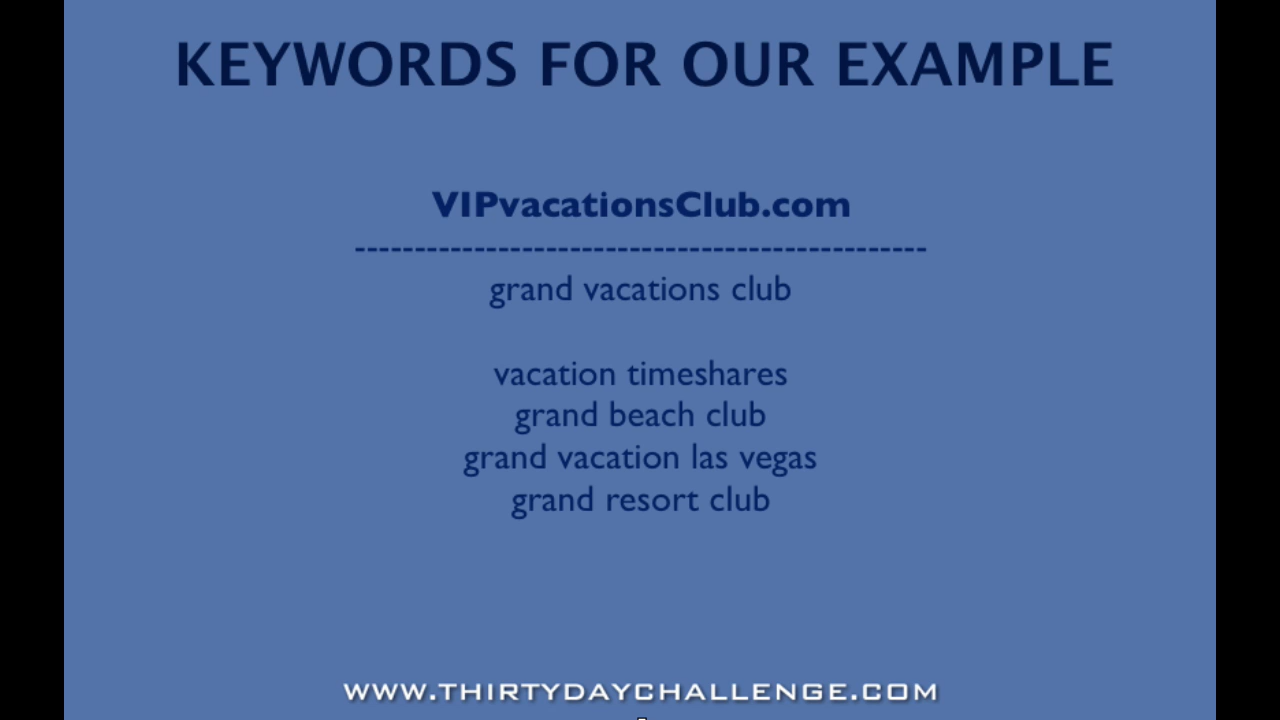 KEYWORDS FOR OUR EXAMPLE
VIPvacationsClub.com
------------------------------------------------
grand vacations club
vacation timeshares
grand beach club
grand vacation las vegas
grand resort club
WWW.THIRTYDAYCHALLENGE.COM